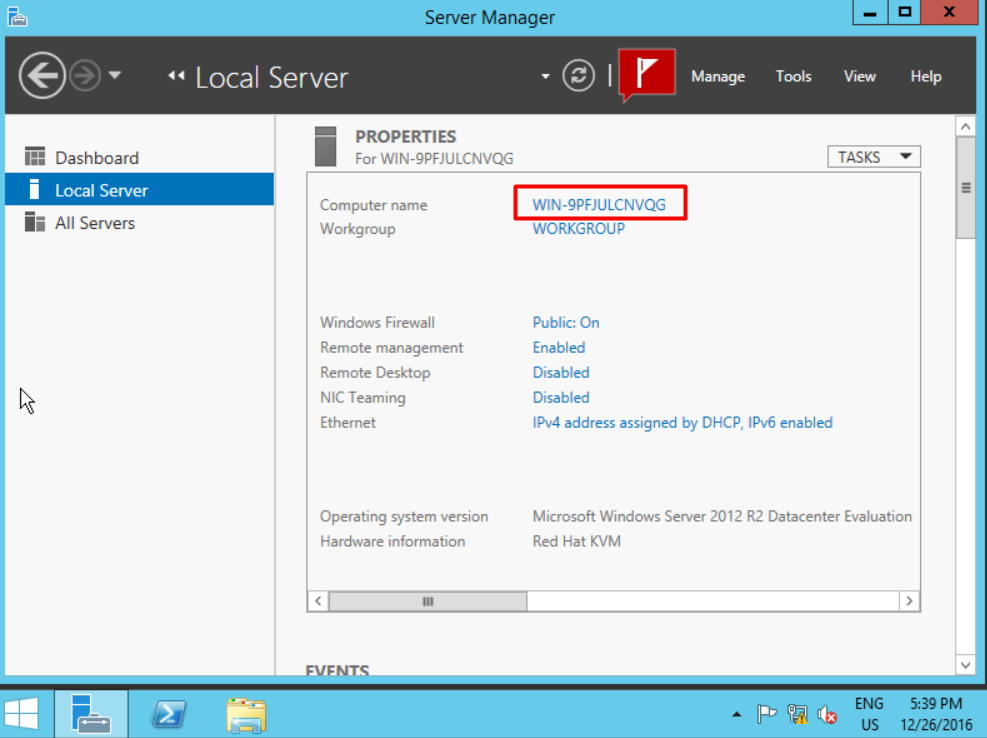 Server Manager
Local Server
Manage Tools View Help
Dashboard
Local Server
All Servers
PROPERTIES
For WIN-9PFJULCNVQG
TASKS
Computer name WIN-9PFJULCNVQG
Workgroup WORKGROUP
Windows Firewall Public: On
Remote management Enabled
Remote Desktop Disabled
NIC Teaming Disabled
Ethernet IPv4 address assigned by DHCP, IPv6 enabled
Operating system version Microsoft Windows Server 2012 R2 Datacenter Evaluation
Hardware information Red Hat KVM
EVENTS
ENG 5:39 PM
US 12/26/2016